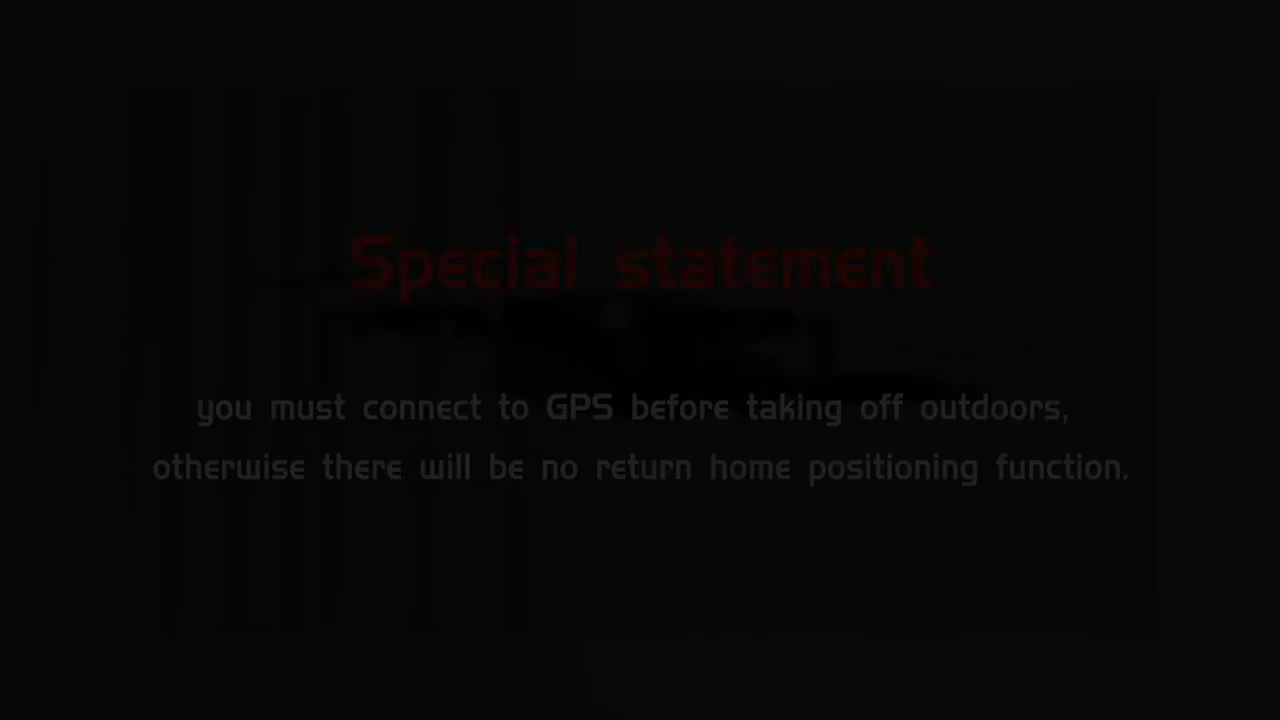 Special statement
you must connect to GPS before taking off outdoors,
otherwise there will be no return home positioning function.